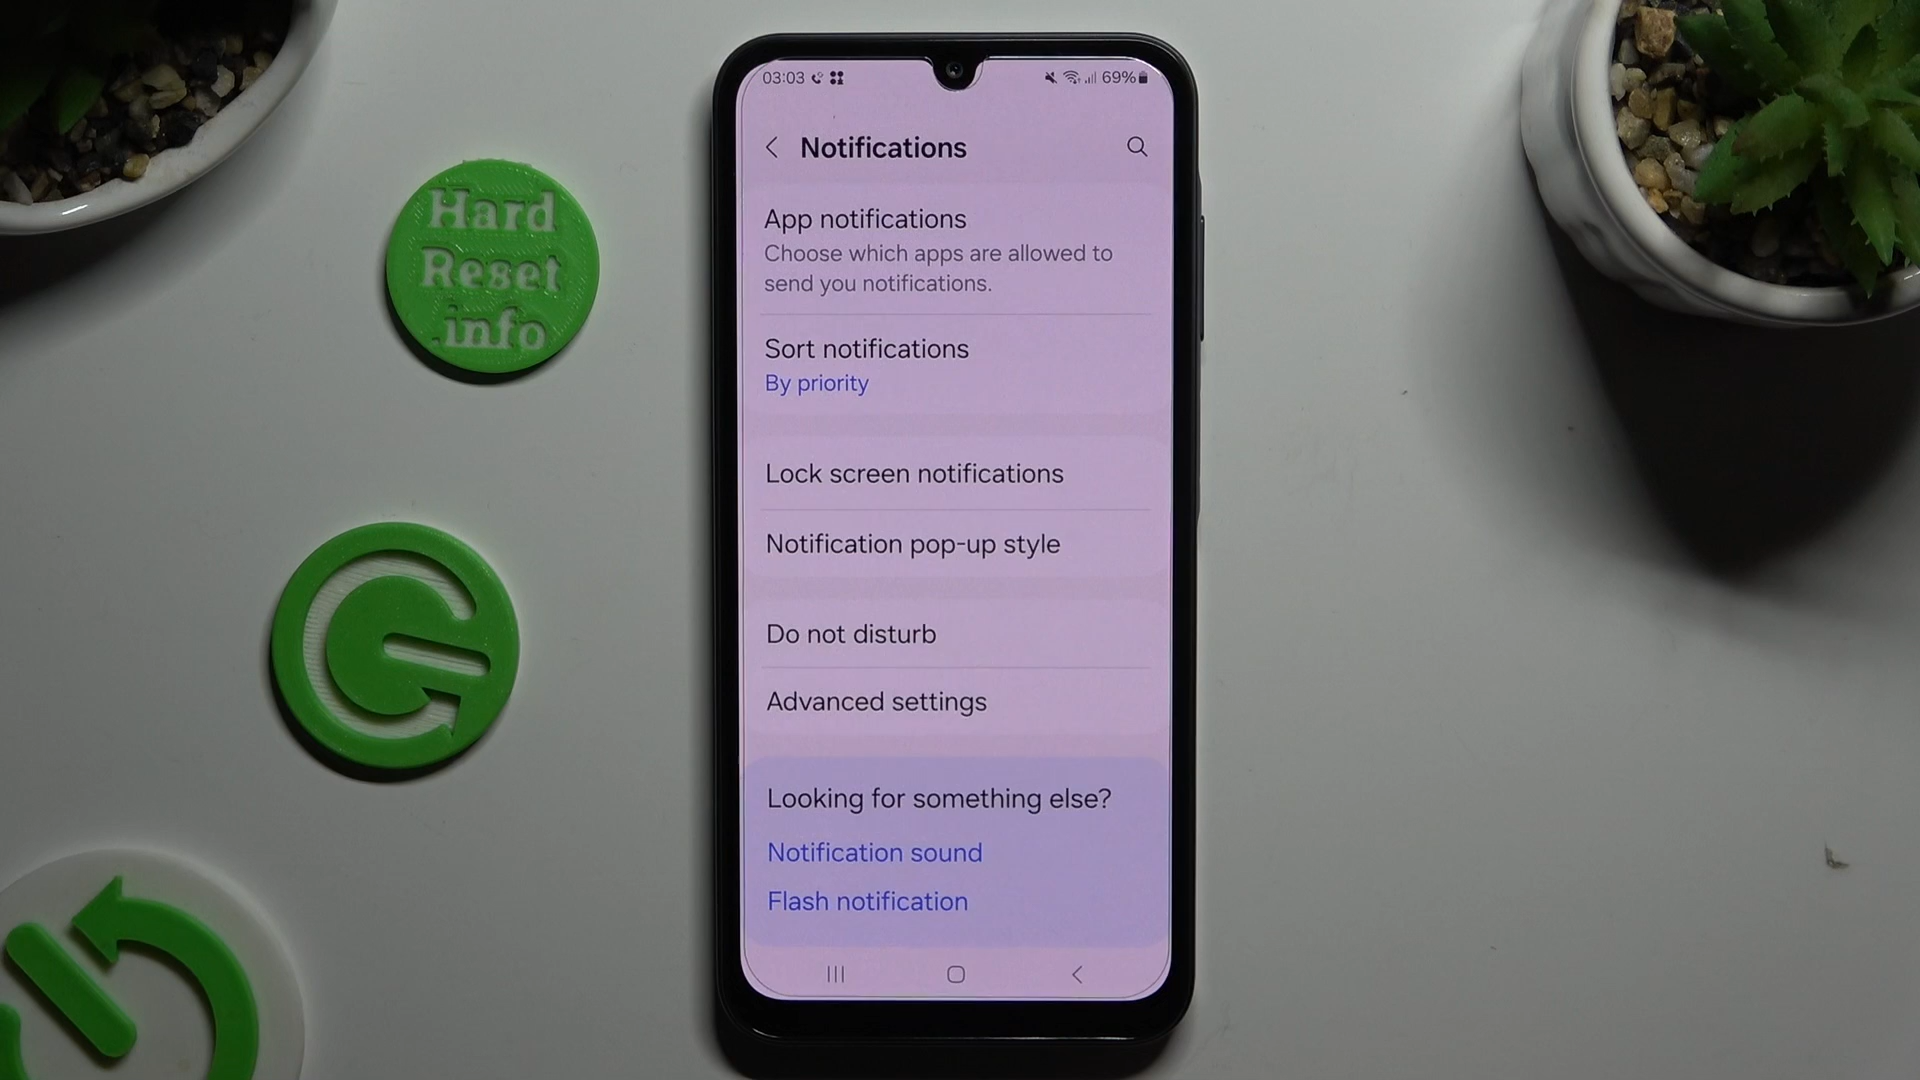 Hard
Reset
.info
03:03
69%
Notifications
App notifications
Choose which apps are allowed to
send you notifications.
Sort notifications
By priority
Lock screen notifications
Notification pop-up style
Do not disturb
Advanced settings
Looking for something else?
Notification sound
Flash notification